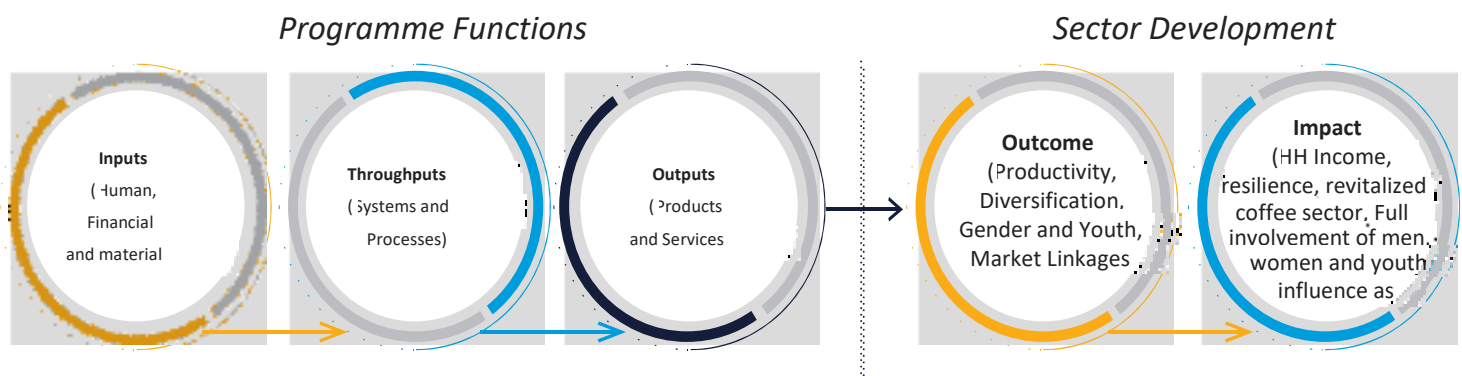 Programme Functions
Sector Development
Inputs
(Human,
Financial
and material
Throughputs
(Systems and
Processes)
Outputs
(Products
and Services
Outcome
(Productivity,
Diversification,
Gender and Youth,
Market Linkages
Impact
(HH Income,
resilience, revitalized
coffee sector. Full
involvement of men,
women and youth
influence as